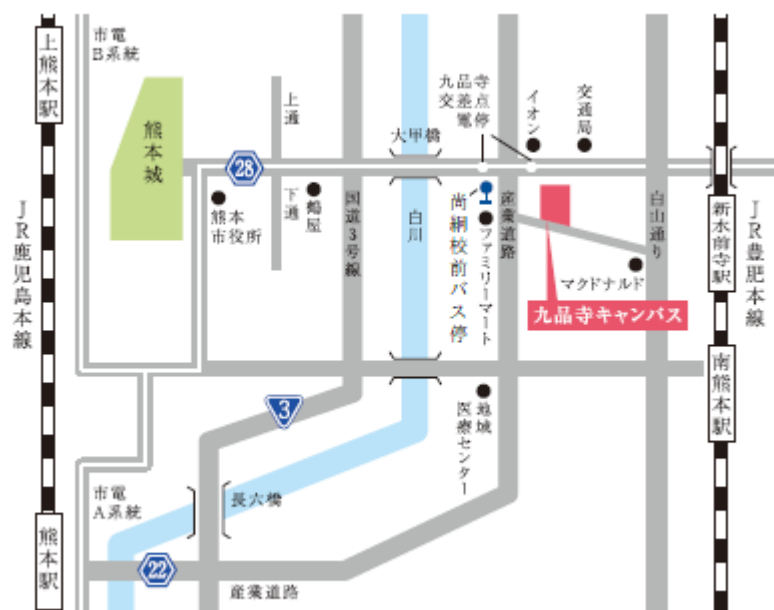 上熊本駅
市電
B系統
熊本城
28
上通
下通
鶴屋
熊本
市役所
国道3号線
大甲橋
白川
九品寺
交差点
電停
イオン
交通局
尚絅校前バス停
ファミリーマート
産業道路
白山通り
マクドナルド
九品寺キャンパス
新水前寺駅
JR豊肥本線
JR鹿児島本線
南熊本駅
3
地域
医療センター
市電
A系統
長六橋
熊本駅
22
産業道路